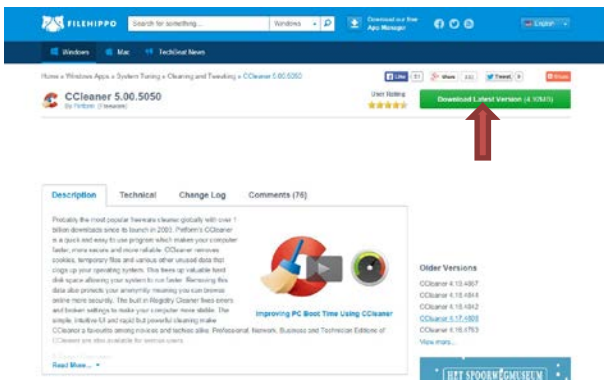 FILEHIPPO
Search for something...
Windows
Download our free
App Manager
English
Windows
Mac
TechBeat News
Home » Windows Apps » System Tuning » Cleaning and Tweaking » CCleaner 5.00.5050
Like
Share
Tweet
CCleaner 5.00.5050
By Piriform (Freeware)
User Rating
Download Latest Version (4.92MB)
Description
Technical
Change Log
Comments (76)
Probably the most popular freeware cleaner globally with over 1
billion downloads since its launch in 2003. Piriform's CCleaner
is a quick and easy to use program which makes your computer
faster, more secure and more reliable. CCleaner removes
cookies, temporary files and various other unused data that
clogs up your operating system. This frees up valuable hard
disk space allowing your system to run faster. Removing this
data also protects your anonymity meaning you can browse
online more securely. The built in Registry Cleaner fixes errors
and broken settings to make your computer more stable. The
simple, intuitive UI and rapid but powerful cleaning make
CCleaner a favourite among novices and techies alike. Professional, Network, Business and Technician Editions of
CCleaner are also available for various users.
Improving PC Boot Time Using CCleaner
Read More...
Older Versions
CCleaner 4.19.4867
CCleaner 4.18.4844
CCleaner 4.18.4842
CCleaner 4.17.4808
CCleaner 4.16.4763
View more...
HET SPOORWEGMUSEUM